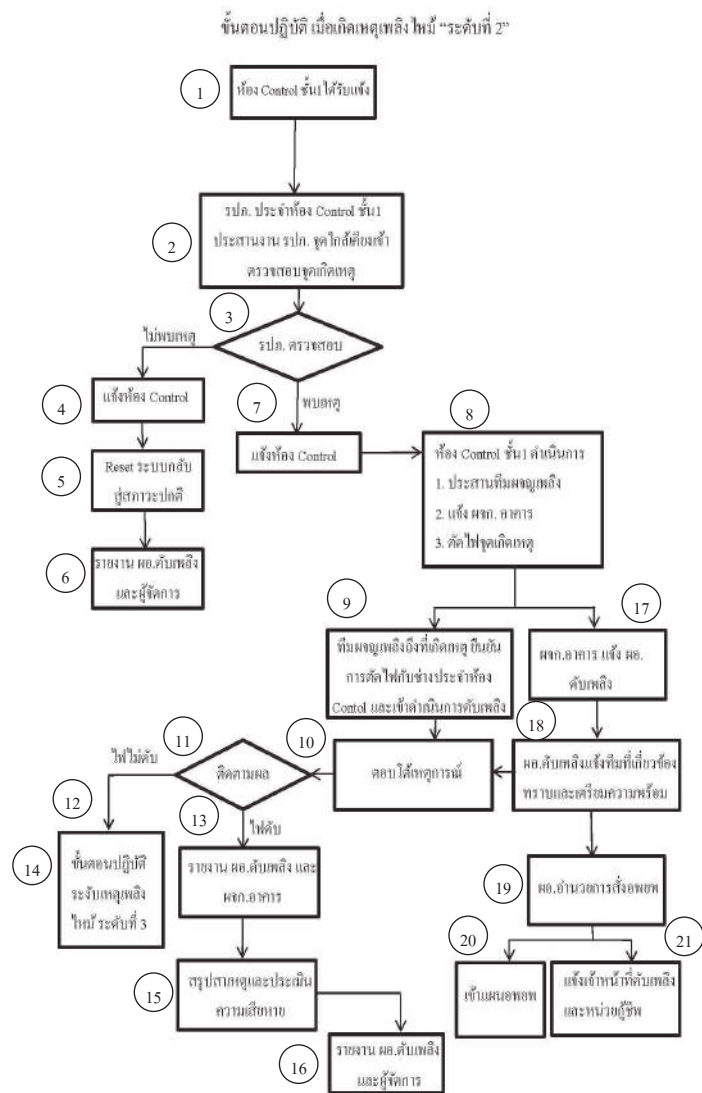 ขั้นตอนปฏิบัติ เมื่อเกิดเหตุเพลิงไหม้ “ระดับที่ 2”
1
ห้อง Control ชั้น1 ได้รับแจ้ง
2
รปภ. ประจำห้อง Control ชั้น1
ประสานงาน รปภ. จุดใกล้เคียงเข้า
ตรวจสอบจุดเกิดเหตุ
3
ไม่พบเหตุ
รปภ. ตรวจสอบ
4
แจ้งห้อง Control
5
Reset ระบบกลับ
สู่สภาวะปกติ
6
รายงาน ผอ.ดับเพลิง
และผู้จัดการ
7
พบเหตุ
แจ้งห้อง Control
8
ห้อง Control ชั้น1 ดำเนินการ
1. ประสานทีมผจญเพลิง
2. แจ้ง ผจก. อาคาร
3. ตัดไฟจุดเกิดเหตุ
9
ทีมผจญเพลิงถึงที่เกิดเหตุ ยืนยัน
การตัดไฟกับช่างประจำห้อง
Contol และเข้าดำเนินการดับเพลิง
17
ผจก.อาคาร แจ้ง ผอ.
ดับเพลิง
18
ผอ.ดับเพลิงแจ้งทีมที่เกี่ยวข้อง
ทราบและเตรียมความพร้อม
10
ตอบโต้เหตุการณ์
11
ไฟไม่ดับ
ติดตามผล
12
13
ไฟดับ
14
ขั้นตอนปฏิบัติ
ระงับเหตุเพลิง
ไหม้ ระดับที่ 3
รายงาน ผอ.ดับเพลิง และ
ผจก.อาคาร
15
สรุปสาเหตุและประเมิน
ความเสียหาย
16
รายงาน ผอ.ดับเพลิง
และผู้จัดการ
19
ผอ.อำนวยการสั่งอพยพ
20
เข้าแผนอพยพ
21
แจ้งเจ้าหน้าที่ดับเพลิง
และหน่วยกู้ชีพ